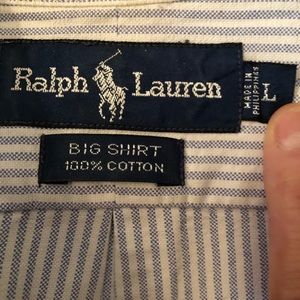 Ralph Lauren
MADE IN
PHILIPPINES
L
BIG SHIRT
100% COTTON